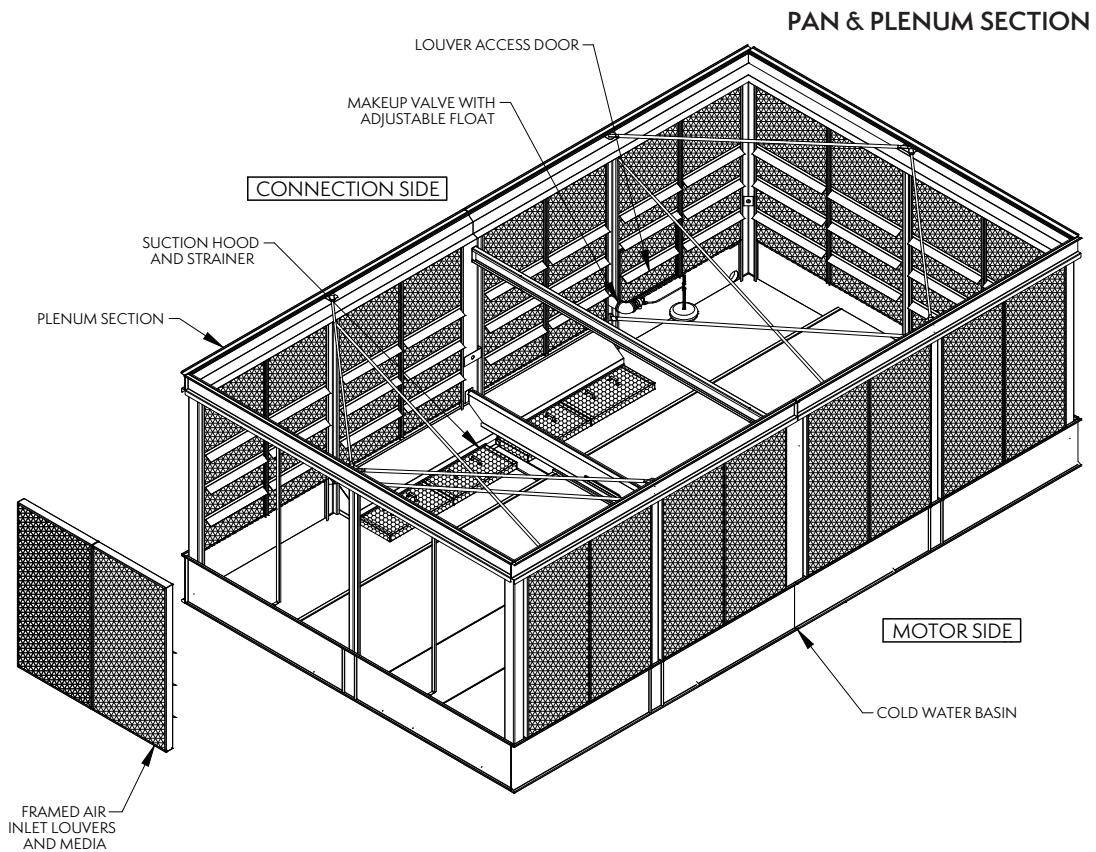 PAN & PLENUM SECTION
LOUVER ACCESS DOOR
MAKEUP VALVE WITH
ADJUSTABLE FLOAT
CONNECTION SIDE
SUCTION HOOD
AND STRAINER
PLENUM SECTION
MOTOR SIDE
COLD WATER BASIN
FRAMED AIR
INLET LOUVERS
AND MEDIA